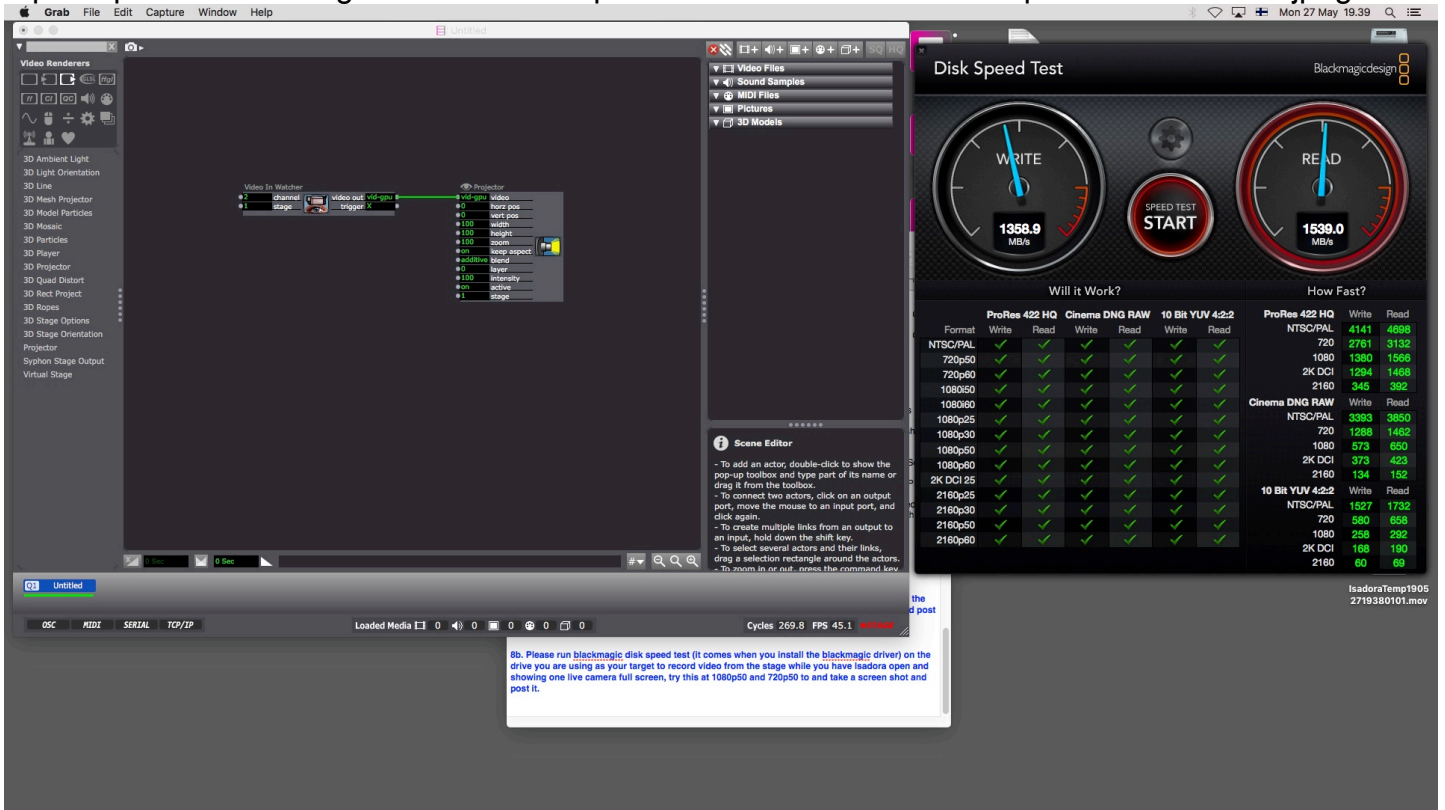 Grab File Edit Capture Window Help
Mon 27 May 19.39
Untitled
Video Renderers
3D Ambient Light
3D Light Orientation
3D Line
3D Mesh Projector
3D Model Particles
3D Mosaic
3D Particles
3D Player
3D Projector
3D Quad Distort
3D Rect Project
3D Ropes
3D Stage Options
3D Stage Orientation
Projector
Syphon Stage Output
Virtual Stage
Video In Watcher
2 channel video out vid-gpu
1 stage trigger X
Projector
vid-gpu video
0 horz pos
0 vert pos
100 width
100 height
100 zoom
on keep aspect
additive blend
0 layer
100 intensity
on active
1 stage
SQ HQ
Video Files
Sound Samples
MIDI Files
Pictures
3D Models
Scene Editor
- To add an actor, double-click to show the
pop-up toolbox and type part of its name or
drag it from the toolbox.
- To connect two actors, click on an output
port, move the mouse to an input port, and
click again.
- To create multiple links from an output to
an input, hold down the shift key.
- To select several actors and their links,
drag a selection rectangle around the actors.
- To zoom in or out, press the command key
0 Sec 0 Sec
Q1 Untitled
OSC MIDI SERIAL TCP/IP
Loaded Media 0 0 0 0 0
Cycles 269.8 FPS 45.1
Disk Speed Test
Blackmagicdesign
WRITE
1358.9
MB/s
SPEED TEST
START
READ
1539.0
MB/s
Will it Work?
ProRes 422 HQ Cinema DNG RAW 10 Bit YUV 4:2:2
Format Write Read Write Read Write Read
NTSC/PAL ✓ ✓ ✓ ✓ ✓ ✓
720p50 ✓ ✓ ✓ ✓ ✓ ✓
720p60 ✓ ✓ ✓ ✓ ✓ ✓
1080i50 ✓ ✓ ✓ ✓ ✓ ✓
1080i60 ✓ ✓ ✓ ✓ ✓ ✓
1080p25 ✓ ✓ ✓ ✓ ✓ ✓
1080p30 ✓ ✓ ✓ ✓ ✓ ✓
1080p50 ✓ ✓ ✓ ✓ ✓ ✓
1080p60 ✓ ✓ ✓ ✓ ✓ ✓
2K DCI 25 ✓ ✓ ✓ ✓ ✓ ✓
2160p25 ✓ ✓ ✓ ✓ ✓ ✓
2160p30 ✓ ✓ ✓ ✓ ✓ ✓
2160p50 ✓ ✓ ✓ ✓ ✓ ✓
2160p60 ✓ ✓ ✓ ✓ ✓ ✓
How Fast?
ProRes 422 HQ Write Read
NTSC/PAL 4141 4698
720 2761 3132
1080 1380 1566
2K DCI 1294 1468
2160 345 392
Cinema DNG RAW Write Read
NTSC/PAL 3393 3850
720 1288 1462
1080 573 650
2K DCI 373 423
2160 134 152
10 Bit YUV 4:2:2 Write Read
NTSC/PAL 1527 1732
720 580 658
1080 258 292
2K DCI 168 190
2160 60 69
IsadoraTemp1905
2719380101.mov
the
d post
8b. Please run blackmagic disk speed test (it comes when you install the blackmagic driver) on the
drive you are using as your target to record video from the stage while you have Isadora open and
showing one live camera full screen, try this at 1080p50 and 720p50 to and take a screen shot and
post it.